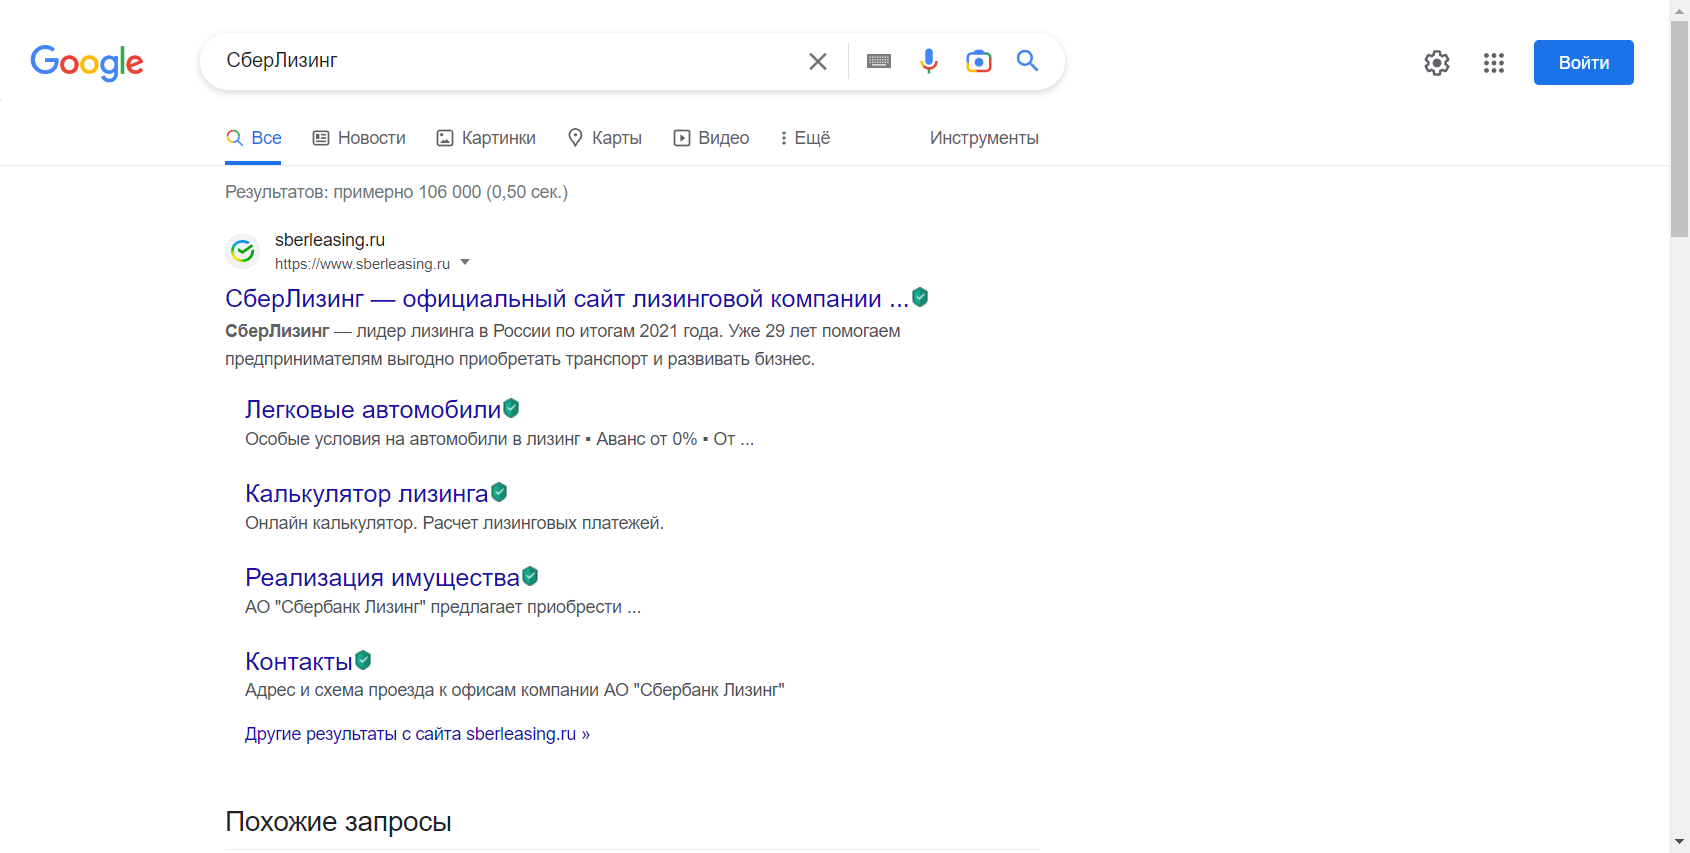 Google
СберЛизинг
Войти
Все
Новости
Картинки
Карты
Видео
Ещё
Инструменты
Результатов: примерно 106 000 (0,50 сек.)
sberleasing.ru
https://www.sberleasing.ru
СберЛизинг — официальный сайт лизинговой компании ...
СберЛизинг — лидер лизинга в России по итогам 2021 года. Уже 29 лет помогаем
предпринимателям выгодно приобретать транспорт и развивать бизнес.
Легковые автомобили
Особые условия на автомобили в лизинг ▪ Аванс от 0% ▪ От ...
Калькулятор лизинга
Онлайн калькулятор. Расчет лизинговых платежей.
Реализация имущества
АО "Сбербанк Лизинг" предлагает приобрести ...
Контакты
Адрес и схема проезда к офисам компании АО "Сбербанк Лизинг"
Другие результаты с сайта sberleasing.ru »
Похожие запросы